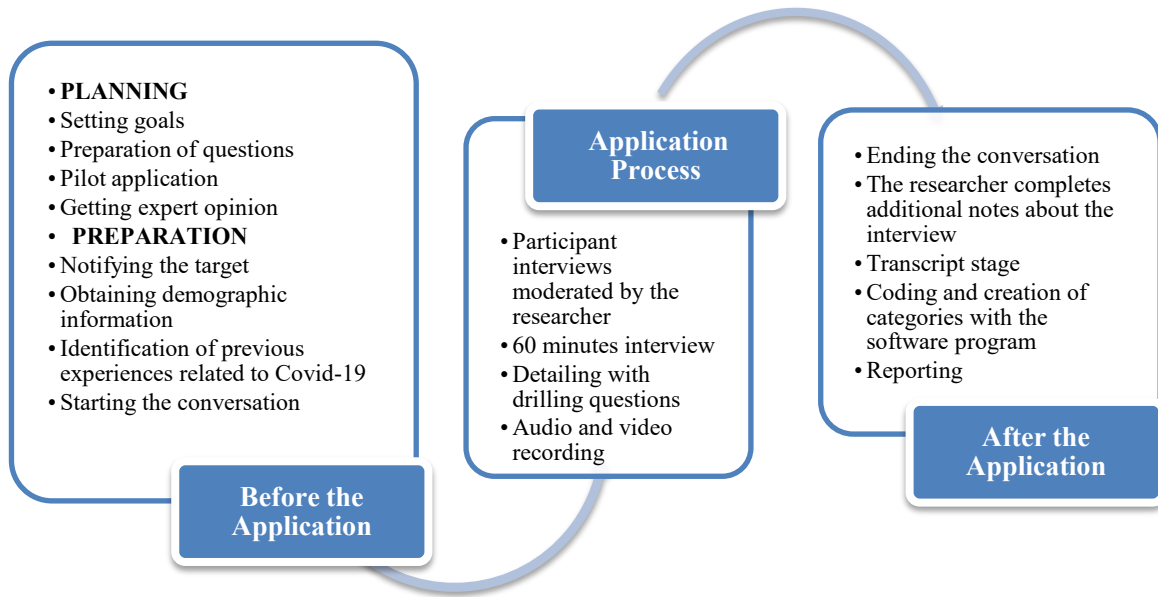 • PLANNING
• Setting goals
• Preparation of questions
• Pilot application
• Getting expert opinion
• PREPARATION
• Notifying the target
• Obtaining demographic
information
• Identification of previous
experiences related to Covid-19
• Starting the conversation
Before the
Application
Application
Process
• Participant
interviews
moderated by the
researcher
• 60 minutes interview
• Detailing with
drilling questions
• Audio and video
recording
• Ending the conversation
• The researcher completes
additional notes about the
interview
• Transcript stage
• Coding and creation of
categories with the
software program
• Reporting
After the
Application